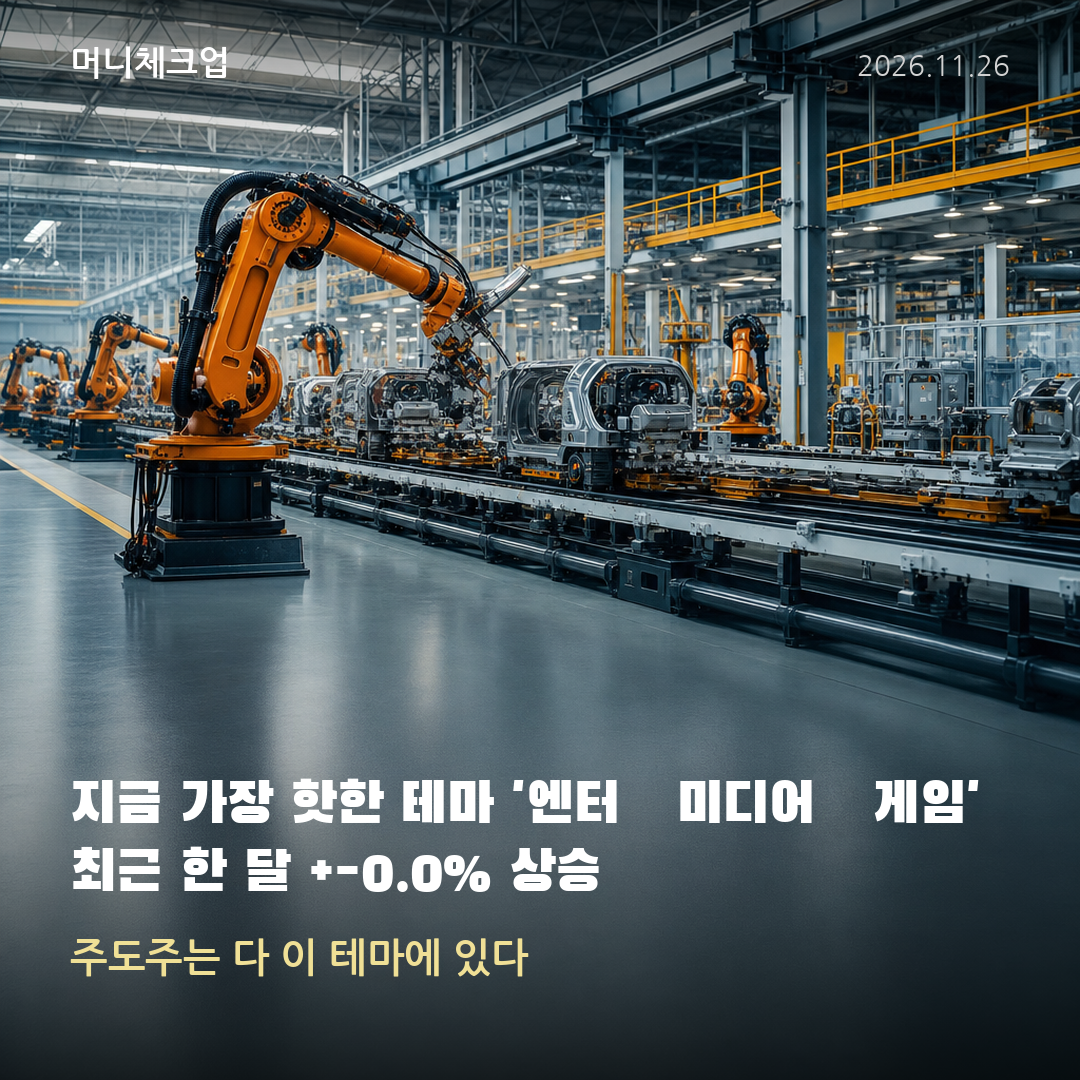 머니체크업
2026.11.26
지금 가장 핫한 테마 '엔터 미디어 게임'
최근 한 달 +-0.0% 상승
주도주는 다 이 테마에 있다